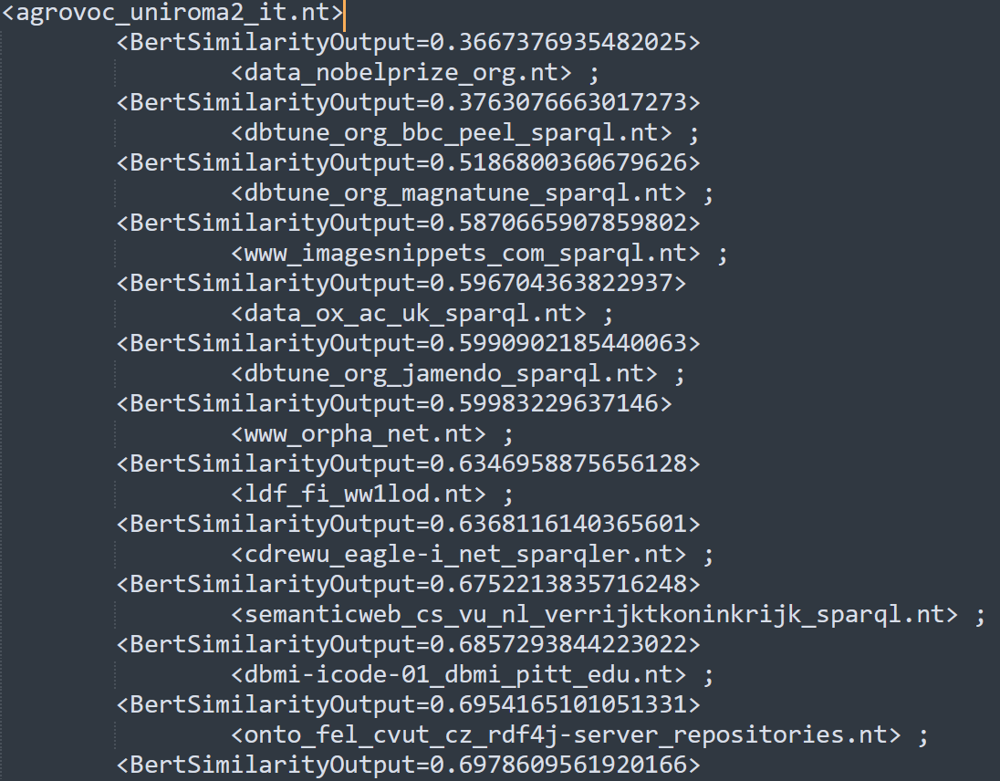 <agrovoc_uniroma2_it.nt>
<BertSimilarityOutput=0.3667376935482025>
<data_nobelprize_org.nt> ;
<BertSimilarityOutput=0.3763076663017273>
<dbtune_org_bbc_peel_sparql.nt> ;
<BertSimilarityOutput=0.5186800360679626>
<dbtune_org_magnatune_sparql.nt> ;
<BertSimilarityOutput=0.5870665907859802>
<www_imagesnippets_com_sparql.nt> ;
<BertSimilarityOutput=0.596704363822937>
<data_ox_ac_uk_sparql.nt> ;
<BertSimilarityOutput=0.5990902185440063>
<dbtune_org_jamendo_sparql.nt> ;
<BertSimilarityOutput=0.59983229637146>
<www_orpha_net.nt> ;
<BertSimilarityOutput=0.6346958875656128>
<ldf_fi_ww1lod.nt> ;
<BertSimilarityOutput=0.6368116140365601>
<cdrewu_eagle-i_net_sparqler.nt> ;
<BertSimilarityOutput=0.6752213835716248>
<semanticweb_cs_vu_nl_verrijktkoninkrijk_sparql.nt> ;
<BertSimilarityOutput=0.6857293844223022>
<dbmi-icode-01_dbmi_pitt_edu.nt> ;
<BertSimilarityOutput=0.6954165101051331>
<onto_fel_cvut_cz_rdf4j-server_repositories.nt> ;
<BertSimilarityOutput=0.6978609561920166>